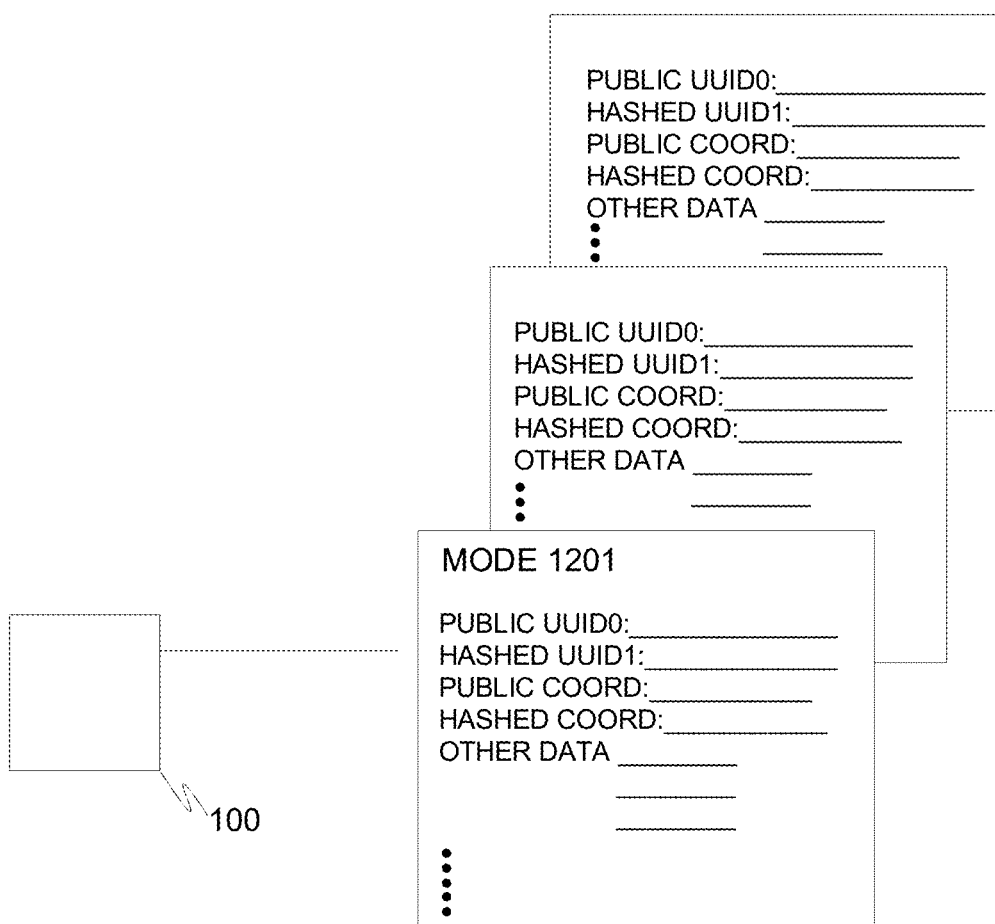 PUBLIC UUID0:
HASHED UUID1:
PUBLIC COORD:
HASHED COORD:
OTHER DATA
PUBLIC UUID0:
HASHED UUID1:
PUBLIC COORD:
HASHED COORD:
OTHER DATA
MODE 1201
PUBLIC UUID0:
HASHED UUID1:
PUBLIC COORD:
HASHED COORD:
OTHER DATA
100